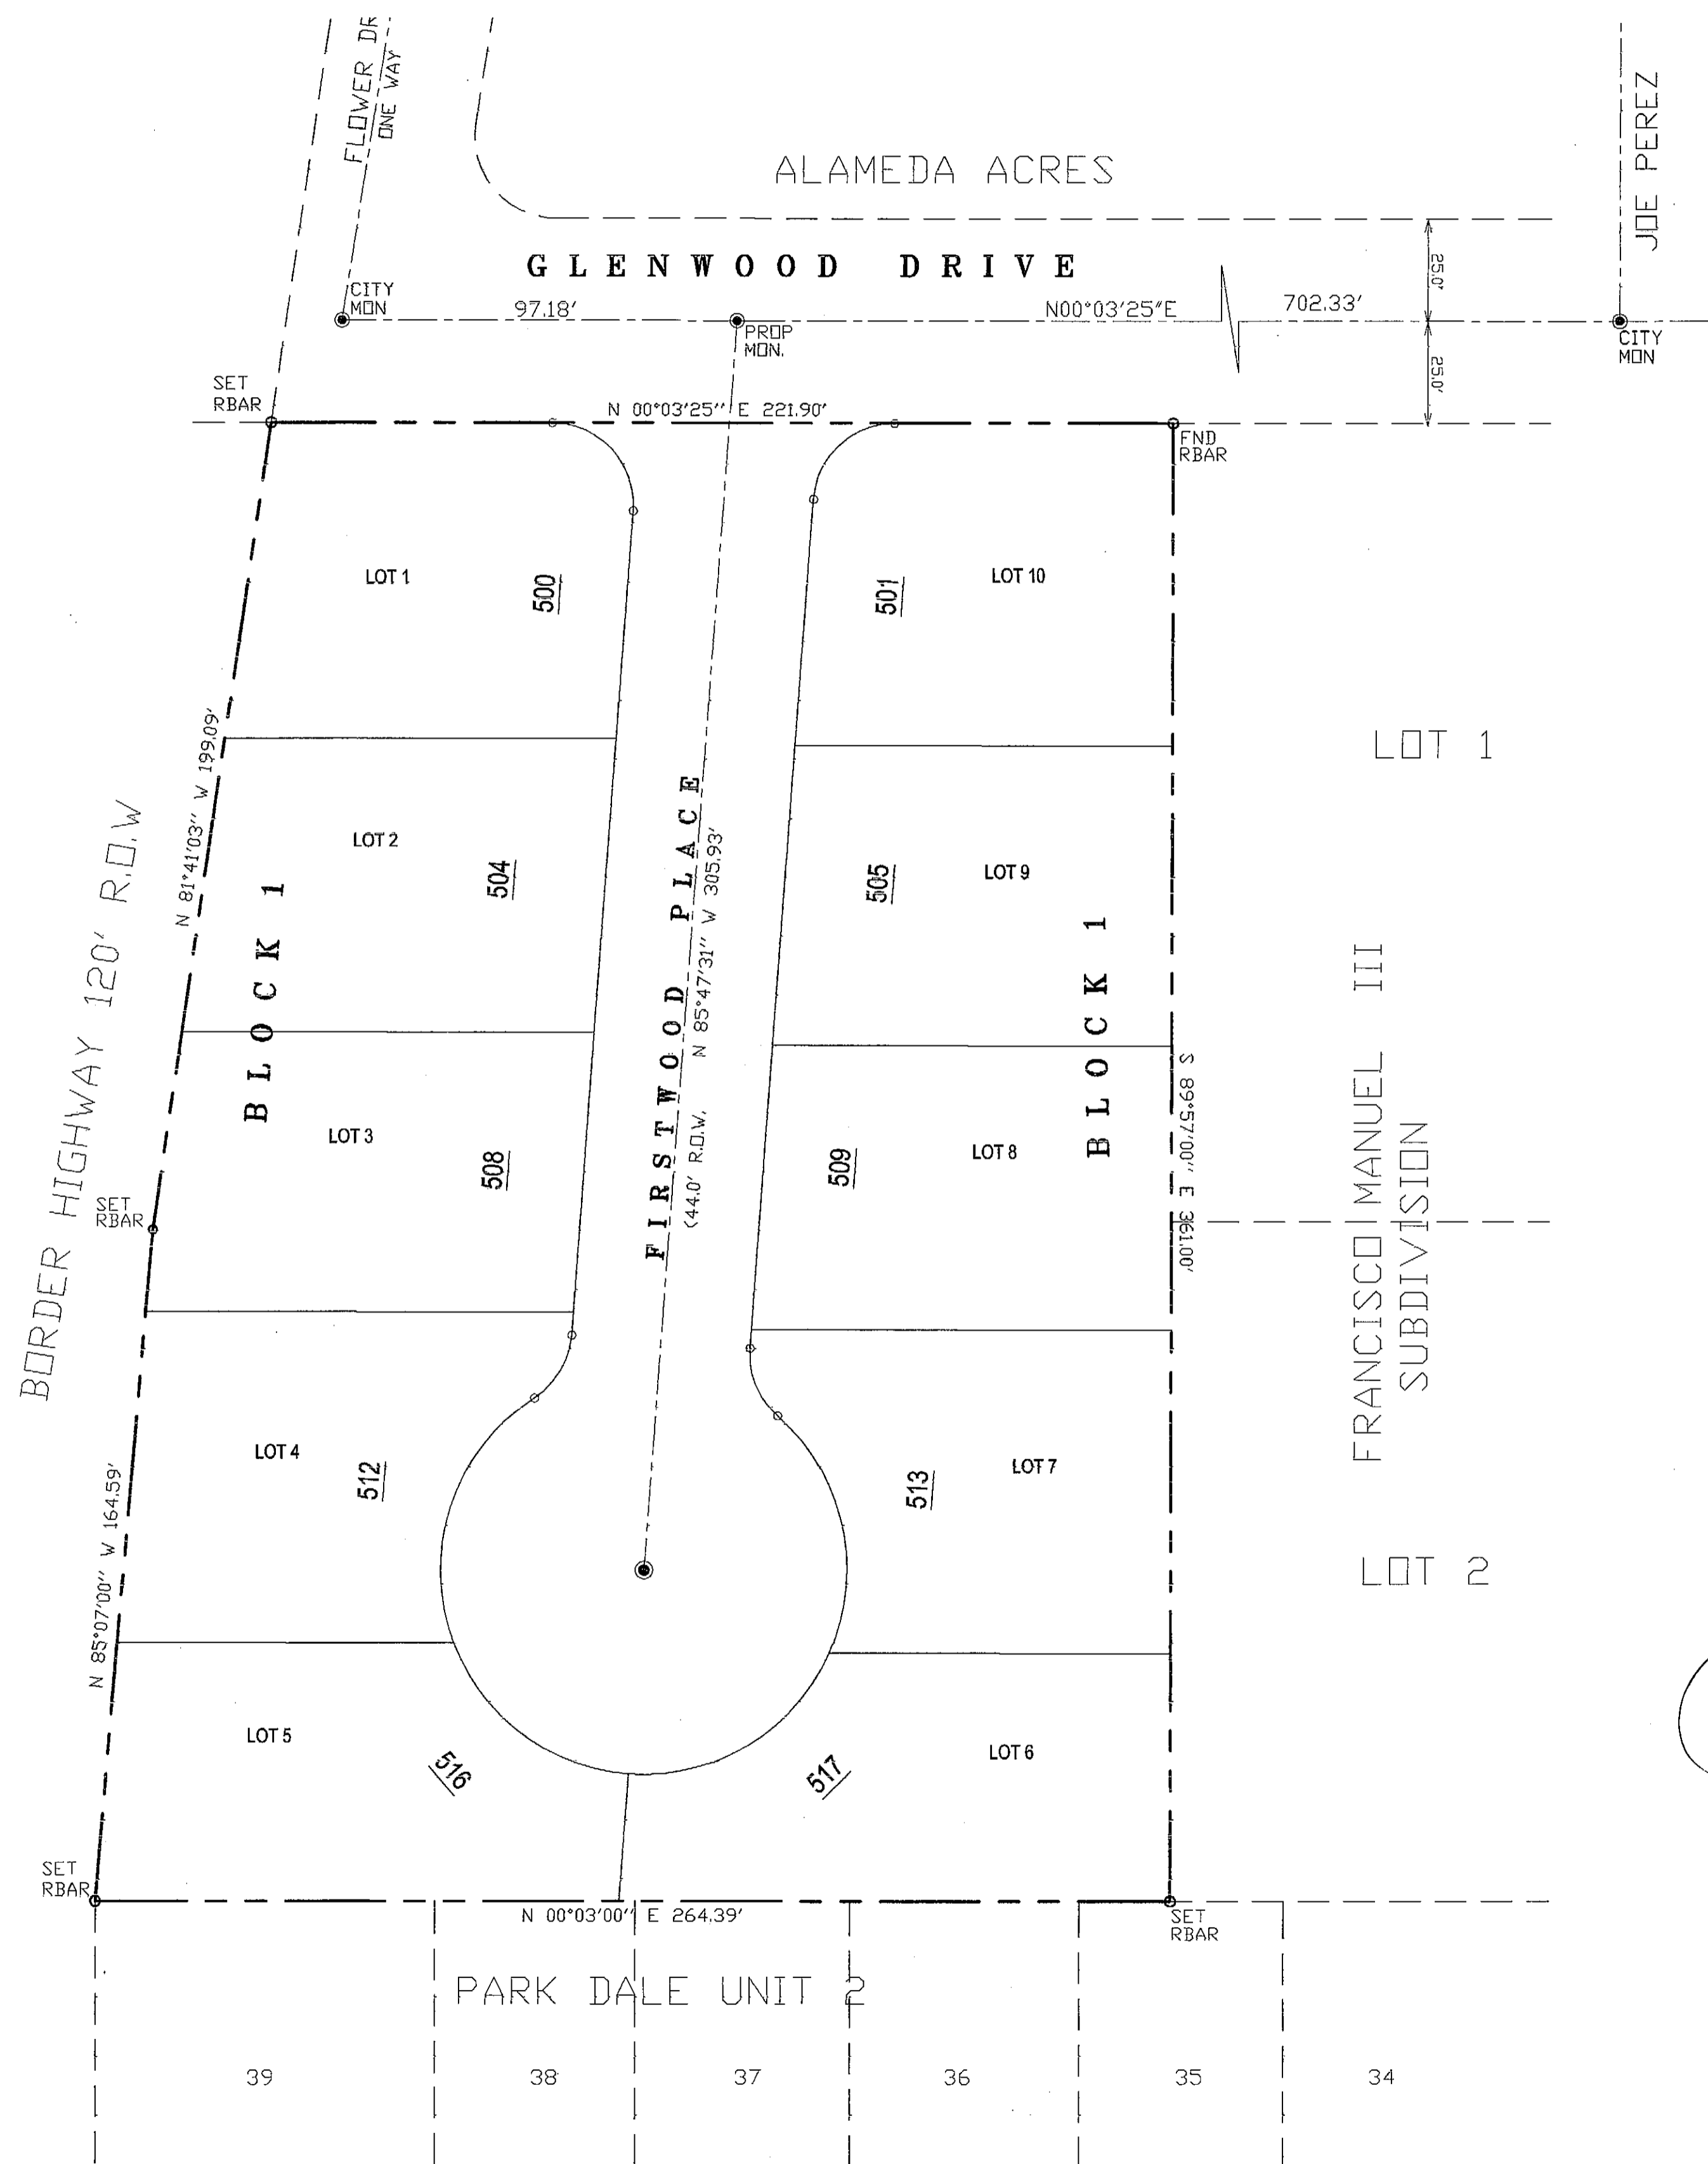 FLOWER DR
ONE WAY
JOE PEREZ
ALAMEDA ACRES
GLENWOOD DRIVE
CITY
MON
97.18'
PROP
MON.
N00°03'25"E
702.33'
25.0'
25.0'
CITY
MON
SET
RBAR
N 00°03'25'' E 221.90'
FND
RBAR
LOT 1
500
501
LOT 10
N 81°41'03'' W 199.09'
LOT 1
LOT 2
504
505
LOT 9
BLOCK 1
FIRSTWOOD PLACE
N 85°47'31'' W 305.93'
(44.0' R.O.W.
BLOCK 1
BORDER HIGHWAY 120' R.O.W
LOT 3
508
509
LOT 8
S 89°57'00'' E 361.00'
FRANCISCO MANUEL III
SUBDIVISION
SET
RBAR
LOT 4
512
513
LOT 7
N 85°07'00'' W 164.59'
LOT 2
LOT 5
516
517
LOT 6
SET
RBAR
N 00°03'00'' E 264.39'
SET
RBAR
PARK DALE UNIT 2
39
38
37
36
35
34